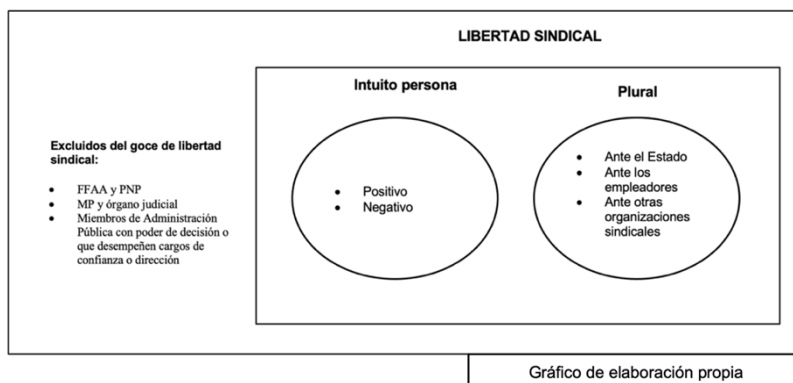 LIBERTAD SINDICAL
Excluidos del goce de libertad
sindical:
• FFAA y PNP
• MP y órgano judicial
• Miembros de Administración
Pública con poder de decisión o
que desempeñen cargos de
confianza o dirección
Intuito persona
• Positivo
• Negativo
Plural
• Ante el Estado
• Ante los
empleadores
• Ante otras
organizaciones
sindicales
Gráfico de elaboración propia